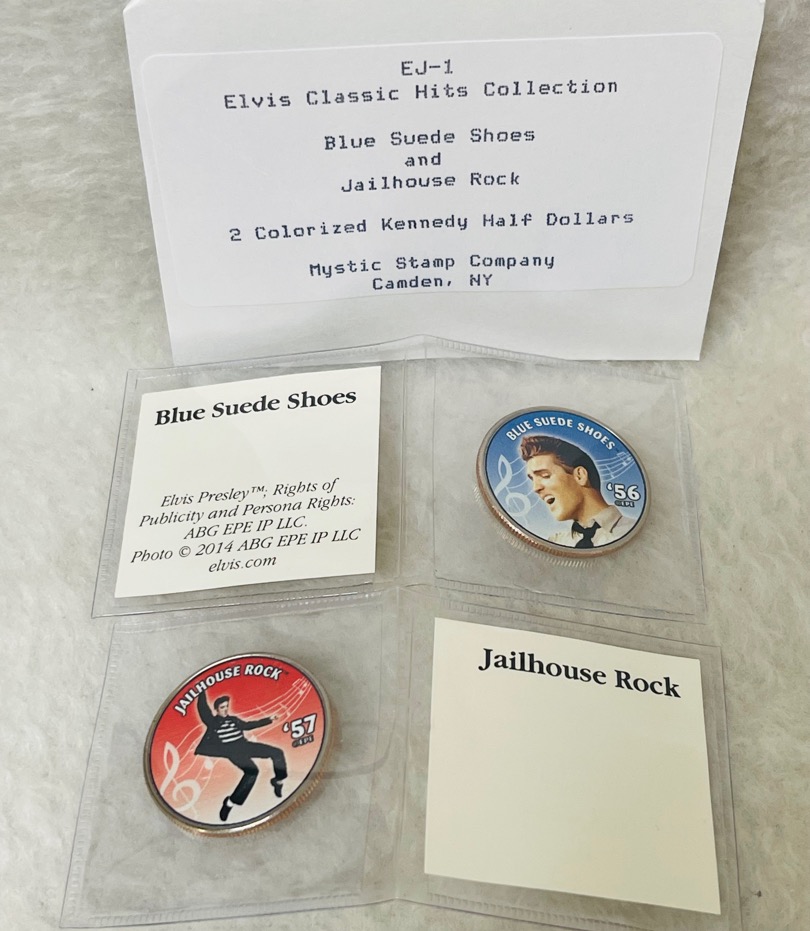 EJ-1
Elvis Classic Hits Collection
Blue Suede Shoes
and
Jailhouse Rock
2 Colorized Kennedy Half Dollars
Mystic Stamp Company
Camden, NY
Blue Suede Shoes
Elvis Presley™; Rights of
Publicity and Persona Rights:
ABG EPE IP LLC.
Photo © 2014 ABG EPE IP LLC
elvis.com
BLUE SUEDE SHOES
'56
JAILHOUSE ROCK™
'57
Jailhouse Rock